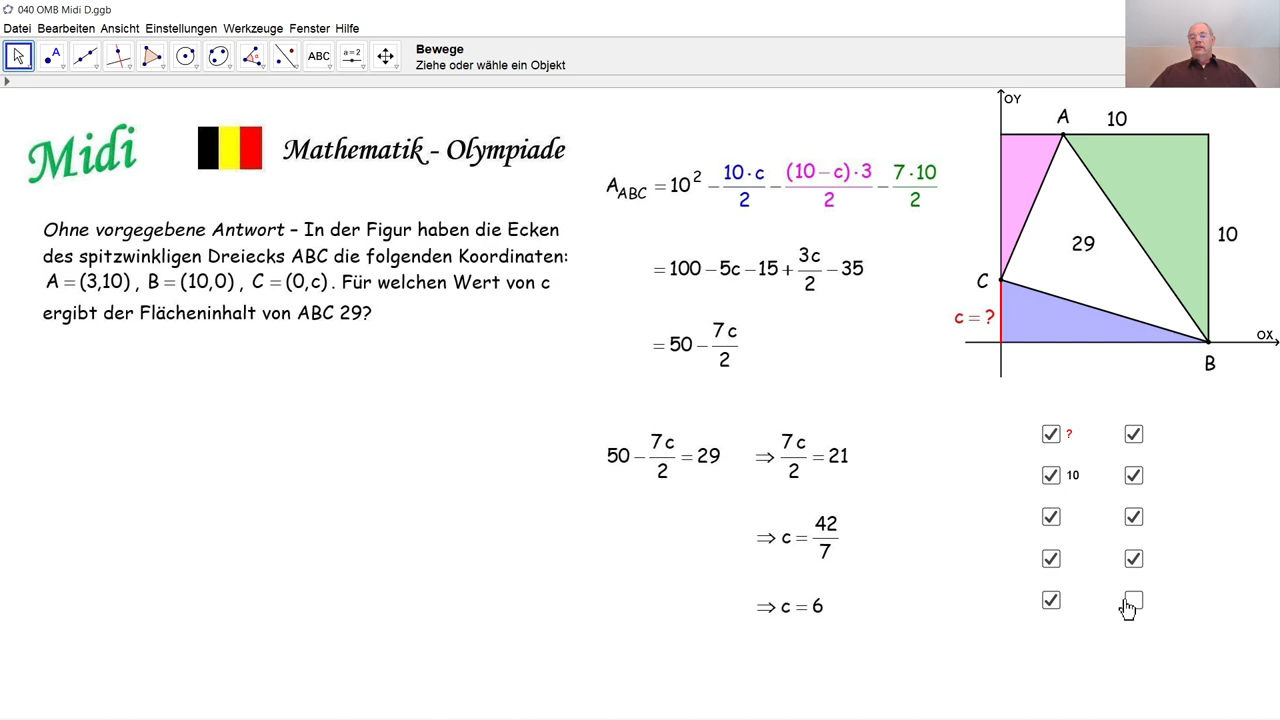 040 OMB Midi D.ggb
Datei Bearbeiten Ansicht Einstellungen Werkzeuge Fenster Hilfe
A ABC a=2
Bewege
Ziehe oder wähle ein Objekt
Midi
Mathematik - Olympiade
Ohne vorgegebene Antwort – In der Figur haben die Ecken
des spitzwinkligen Dreiecks ABC die folgenden Koordinaten:
A = (3,10) , B = (10,0) , C = (0,c) . Für welchen Wert von c
ergibt der Flächeninhalt von ABC 29?
A_ABC = 10² − (10·c)/2 − ((10−c)·3)/2 − (7·10)/2
= 100 − 5c − 15 + 3c/2 − 35
= 50 − 7c/2
50 − 7c/2 = 29 ⇒ 7c/2 = 21
⇒ c = 42/7
⇒ c = 6
OY
A 10
29 10
C
c = ?
OX
B
?
10